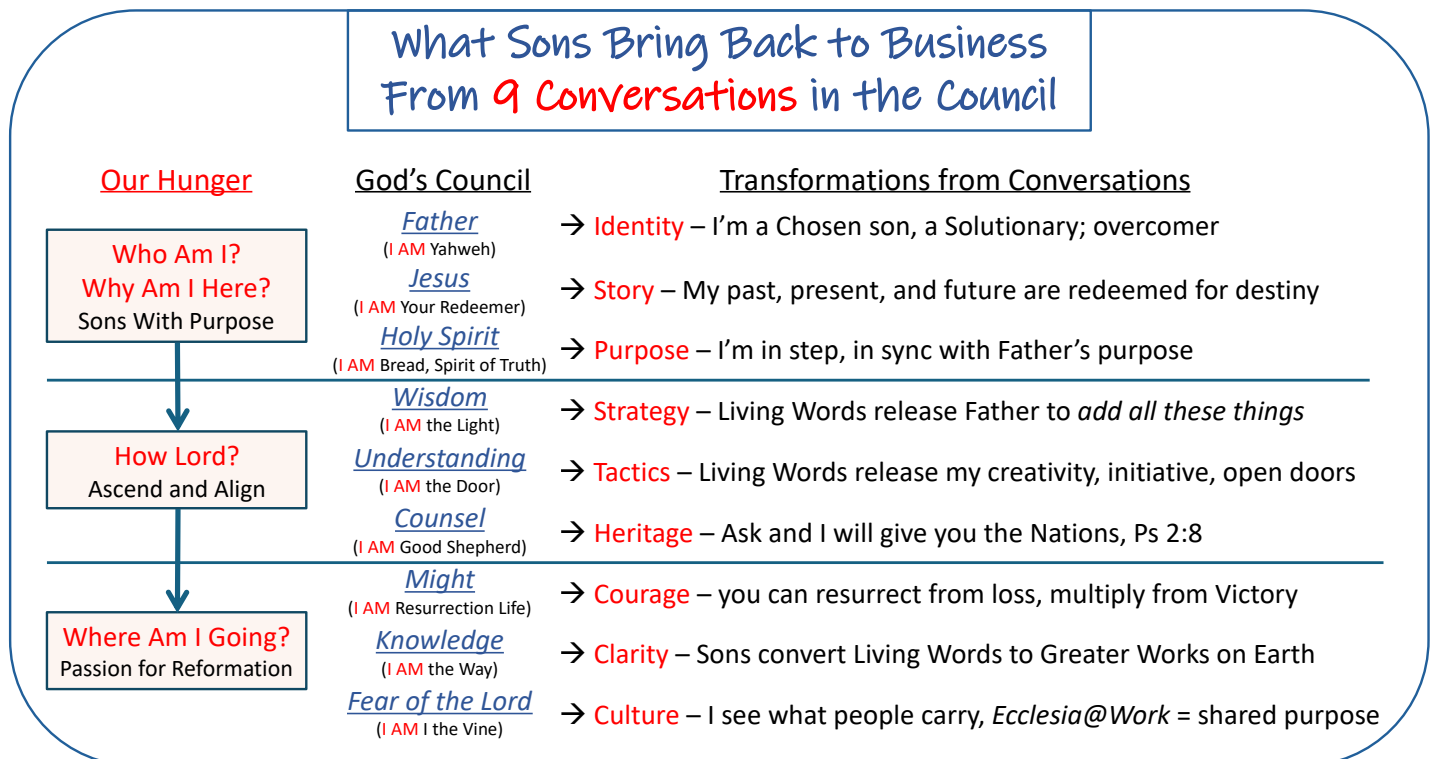 What Sons Bring Back to Business
From 9 Conversations in the Council
Our Hunger
God's Council
Transformations from Conversations
Who Am I?
Why Am I Here?
Sons With Purpose
Father
(I AM Yahweh)
→ Identity – I'm a Chosen son, a Solutionary; overcomer
Jesus
(I AM Your Redeemer)
→ Story – My past, present, and future are redeemed for destiny
Holy Spirit
(I AM Bread, Spirit of Truth)
→ Purpose – I'm in step, in sync with Father's purpose
How Lord?
Ascend and Align
Wisdom
(I AM the Light)
→ Strategy – Living Words release Father to add all these things
Understanding
(I AM the Door)
→ Tactics – Living Words release my creativity, initiative, open doors
Counsel
(I AM Good Shepherd)
→ Heritage – Ask and I will give you the Nations, Ps 2:8
Where Am I Going?
Passion for Reformation
Might
(I AM Resurrection Life)
→ Courage – you can resurrect from loss, multiply from Victory
Knowledge
(I AM the Way)
→ Clarity – Sons convert Living Words to Greater Works on Earth
Fear of the Lord
(I AM I the Vine)
→ Culture – I see what people carry, Ecclesia@Work = shared purpose